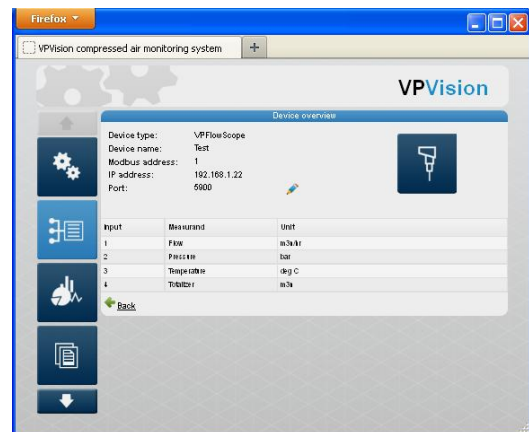 Firefox
VPVision compressed air monitoring system
VPVision
Device overview
Device type: VPFlowScope
Device name: Test
Modbus address: 1
IP address: 192.168.1.22
Port: 5900
Input Measurand Unit
1 Flow m3n/hr
2 Pressure bar
3 Temperature deg C
4 Totalizer m3n
Back